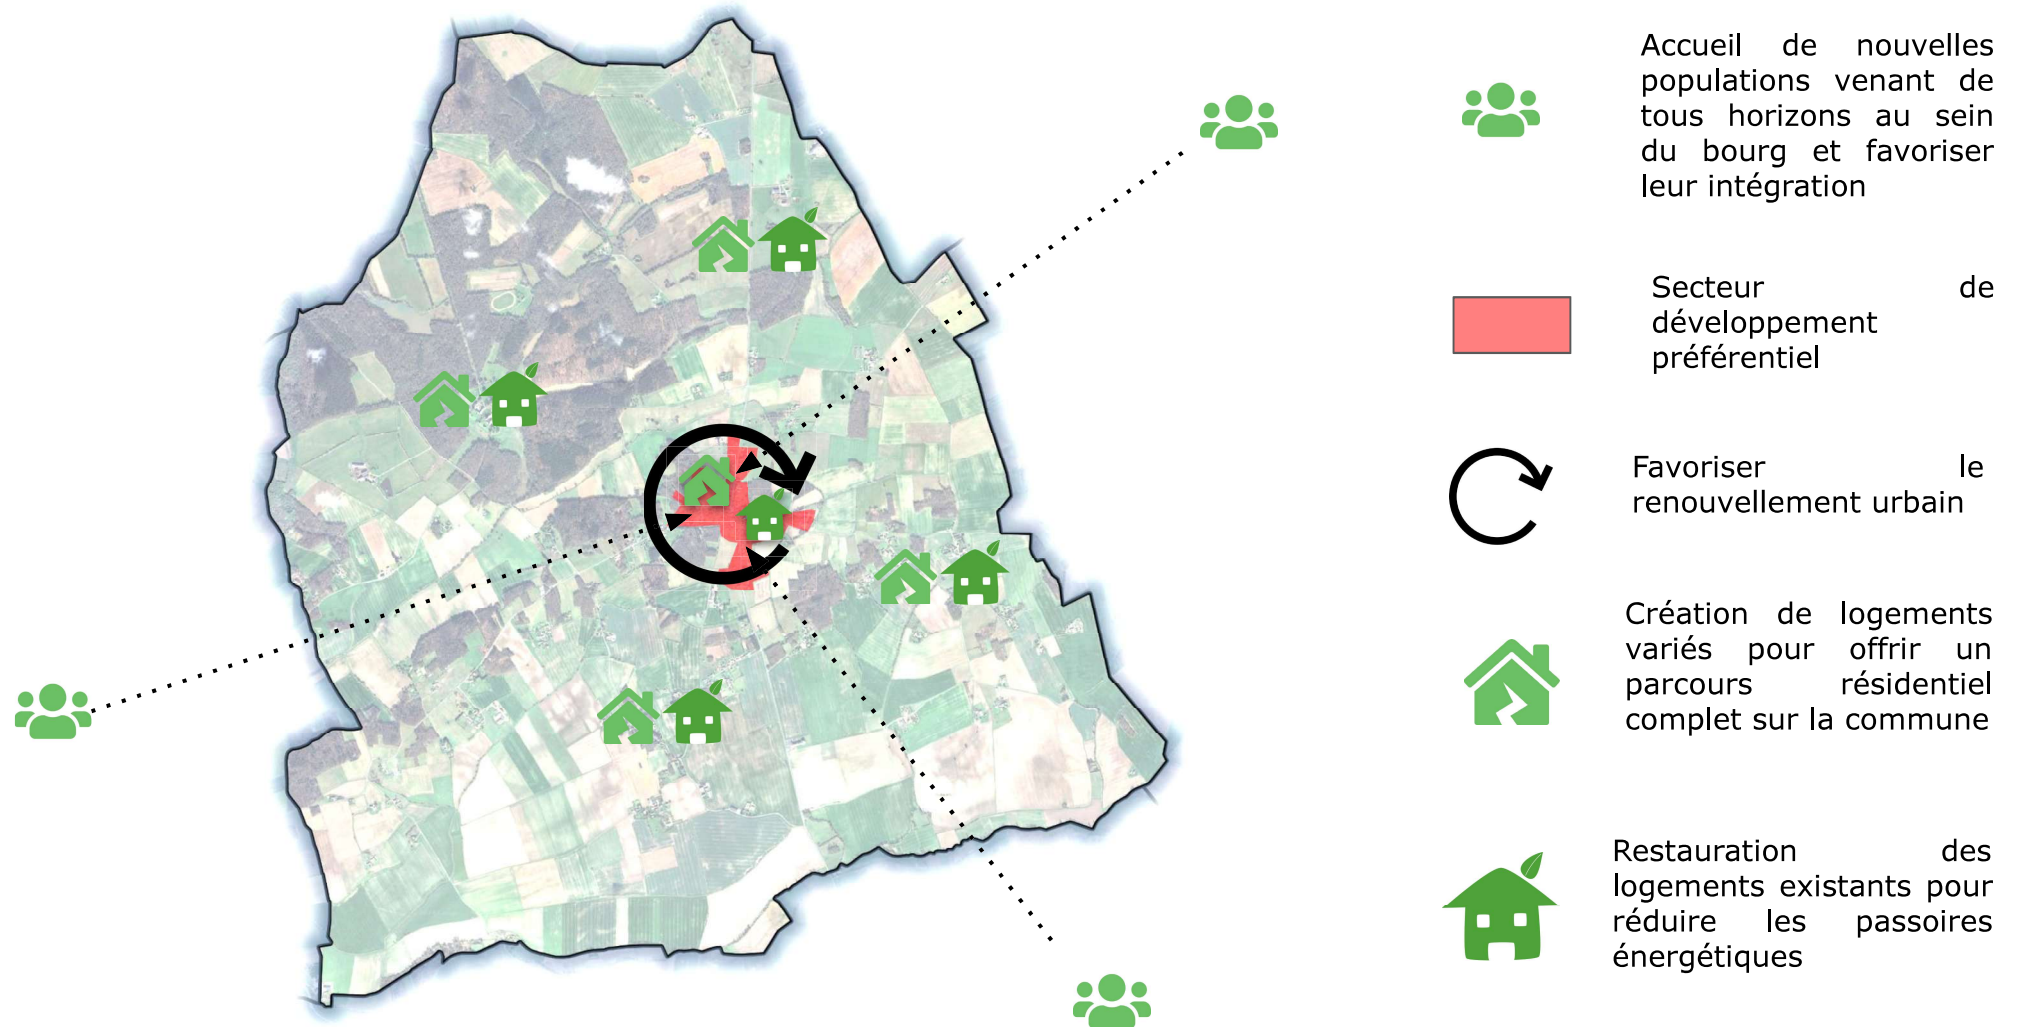 Accueil de nouvelles
populations venant de
tous horizons au sein
du bourg et favoriser
leur intégration
Secteur de
développement
préférentiel
Favoriser le
renouvellement urbain
Création de logements
variés pour offrir un
parcours résidentiel
complet sur la commune
Restauration des
logements existants pour
réduire les passoires
énergétiques